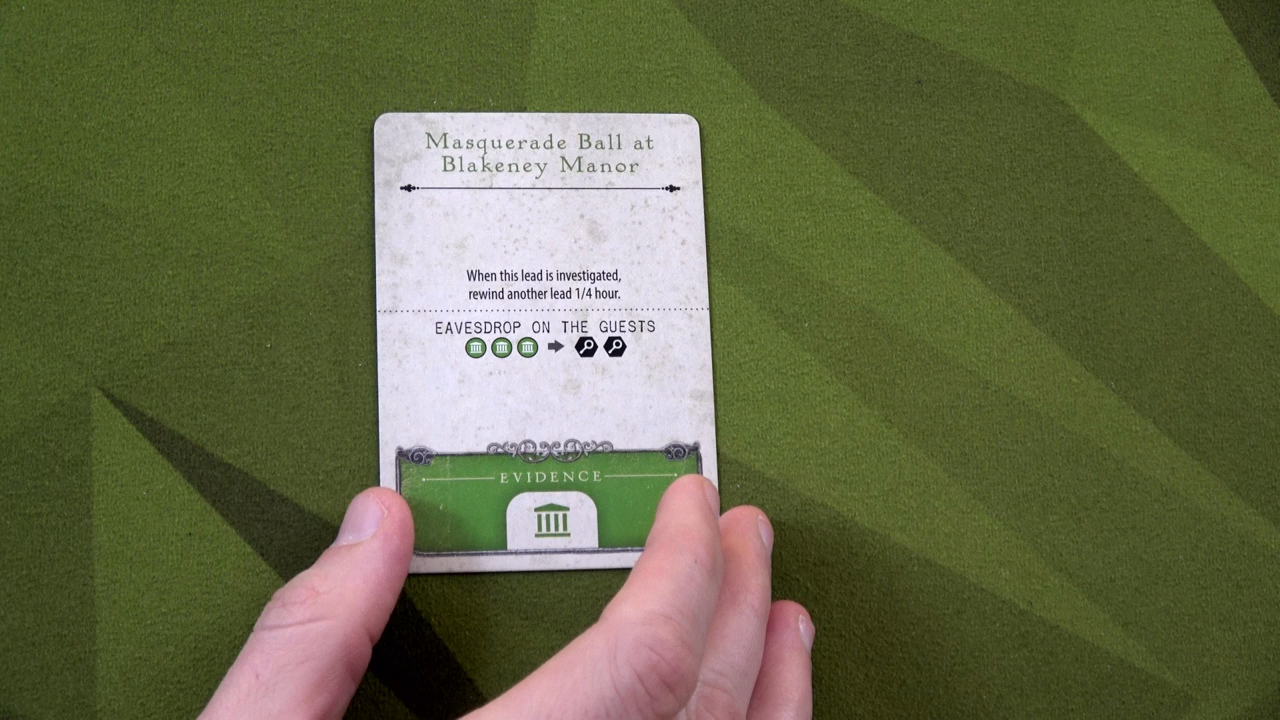 Masquerade Ball at
Blakeney Manor
When this lead is investigated,
rewind another lead 1/4 hour.
EAVESDROP ON THE GUESTS
EVIDENCE